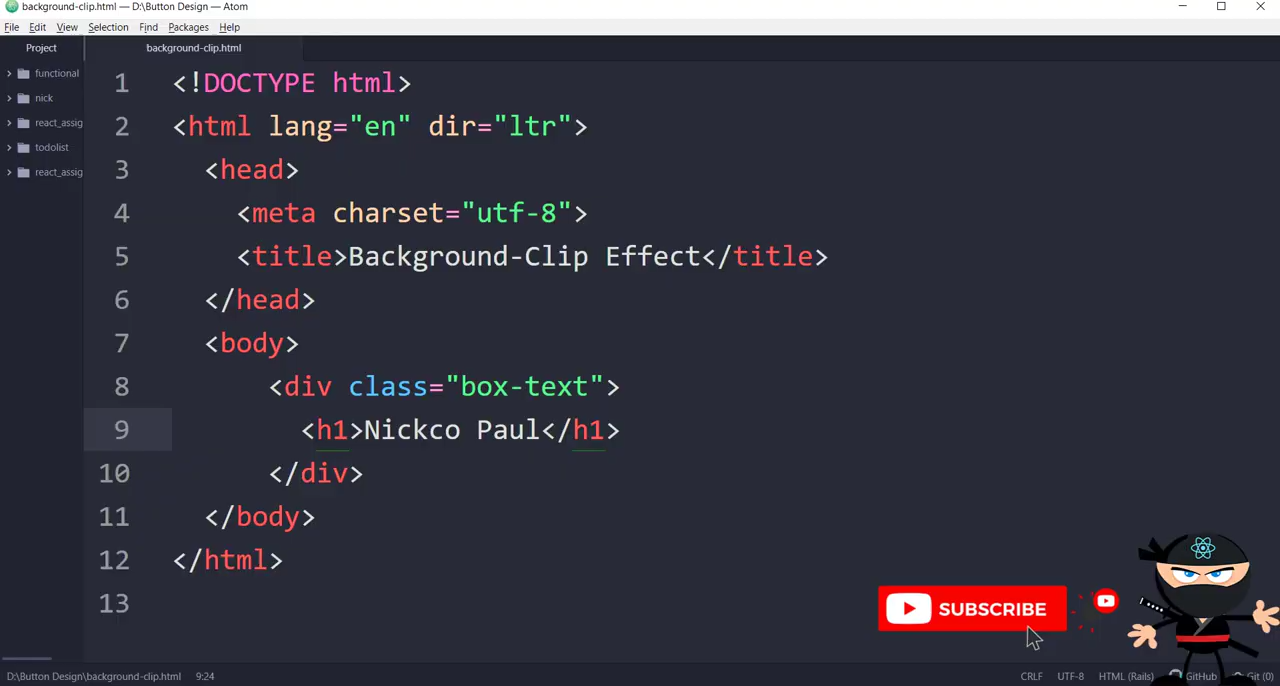 background-clip.html — D:\Button Design — Atom
File Edit View Selection Find Packages Help
Project
background-clip.html
functional
nick
react_assig
todolist
react_assig
1 <!DOCTYPE html>
2 <html lang="en" dir="ltr">
3 <head>
4 <meta charset="utf-8">
5 <title>Background-Clip Effect</title>
6 </head>
7 <body>
8 <div class="box-text">
9 <h1>Nickco Paul</h1>
10 </div>
11 </body>
12 </html>
13
SUBSCRIBE
D:\Button Design\background-clip.html 9:24 CRLF UTF-8 HTML (Rails) GitHub Git (0)